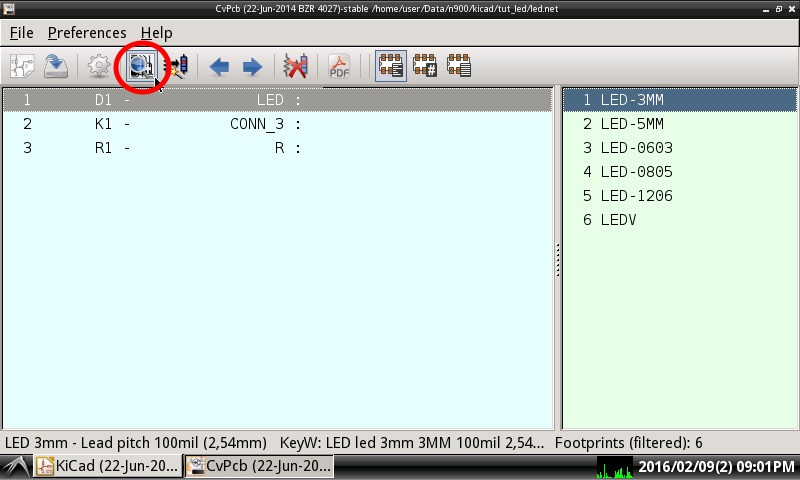 CvPcb (22-Jun-2014 BZR 4027)-stable /home/user/Data/n900/kicad/tut_led/led.net
File Preferences Help
PDF
1 D1 - LED :
2 K1 - CONN_3 :
3 R1 - R :
1 LED-3MM
2 LED-5MM
3 LED-0603
4 LED-0805
5 LED-1206
6 LEDV
LED 3mm - Lead pitch 100mil (2,54mm) KeyW: LED led 3mm 3MM 100mil 2,54... Footprints (filtered): 6
KiCad (22-Jun-20... CvPcb (22-Jun-20... 2016/02/09(2) 09:01PM